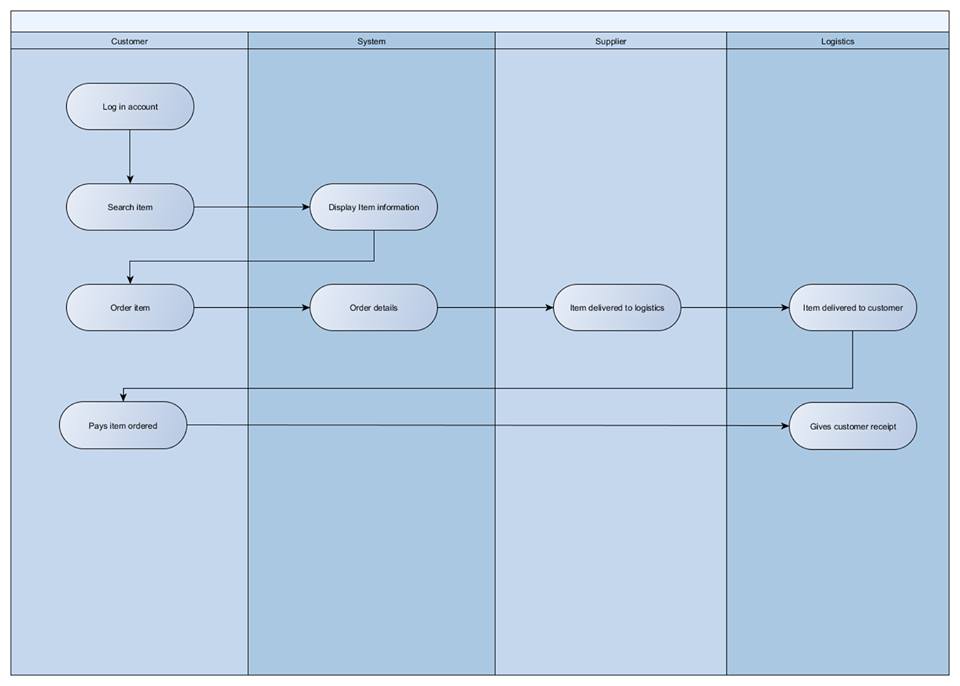 Customer
System
Supplier
Logistics
Log in account
Search item
Display Item information
Order item
Order details
Item delivered to logistics
Item delivered to customer
Pays item ordered
Gives customer receipt